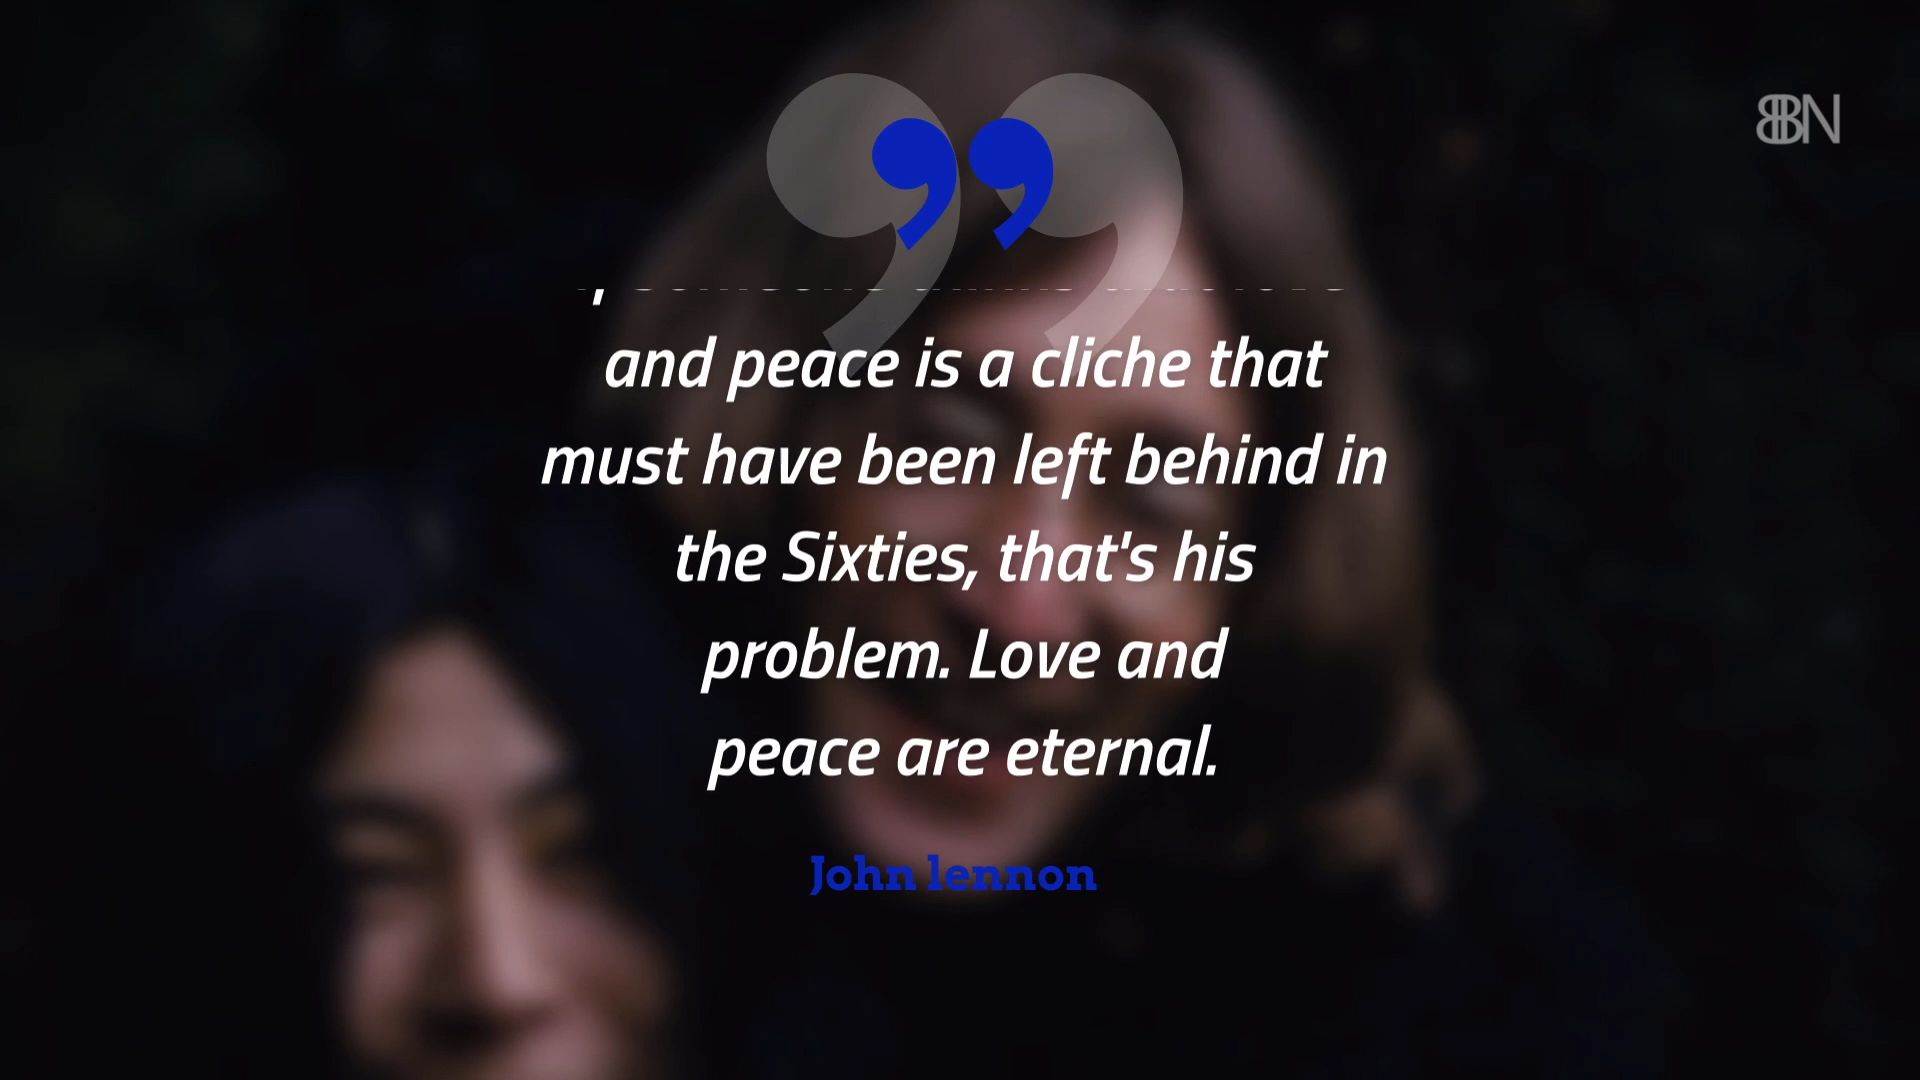 BBN
and peace is a cliche that
must have been left behind in
the Sixties, that's his
problem. Love and
peace are eternal.
John lennon